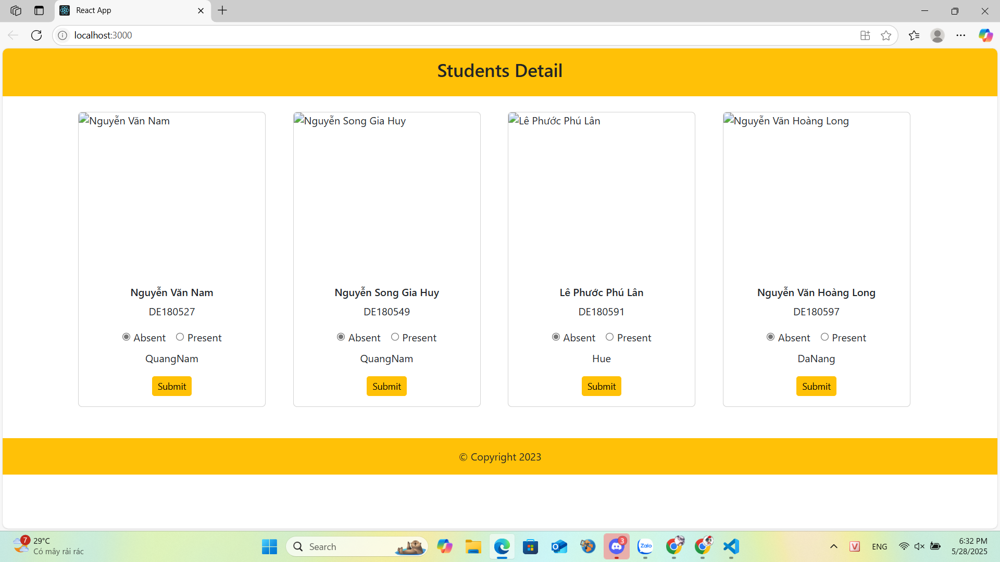 React App
localhost:3000
Students Detail
Nguyễn Văn Nam
Nguyễn Song Gia Huy
Lê Phước Phú Lân
Nguyễn Văn Hoàng Long
Nguyễn Văn Nam
DE180527
Absent Present
QuangNam
Submit
Nguyễn Song Gia Huy
DE180549
Absent Present
QuangNam
Submit
Lê Phước Phú Lân
DE180591
Absent Present
Hue
Submit
Nguyễn Văn Hoàng Long
DE180597
Absent Present
DaNang
Submit
© Copyright 2023
7
29°C
Có mây rải rác
Search
3
Zalo
V
ENG
6:32 PM
5/28/2025